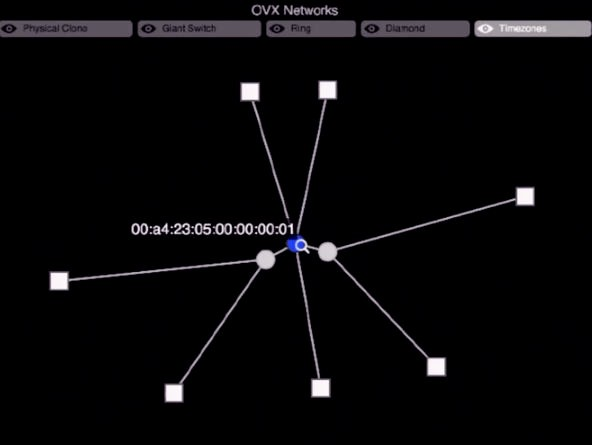 OVX Networks
Physical Clone
Giant Switch
Ring
Diamond
Timezones
00:a4:23:05:00:00:00:01